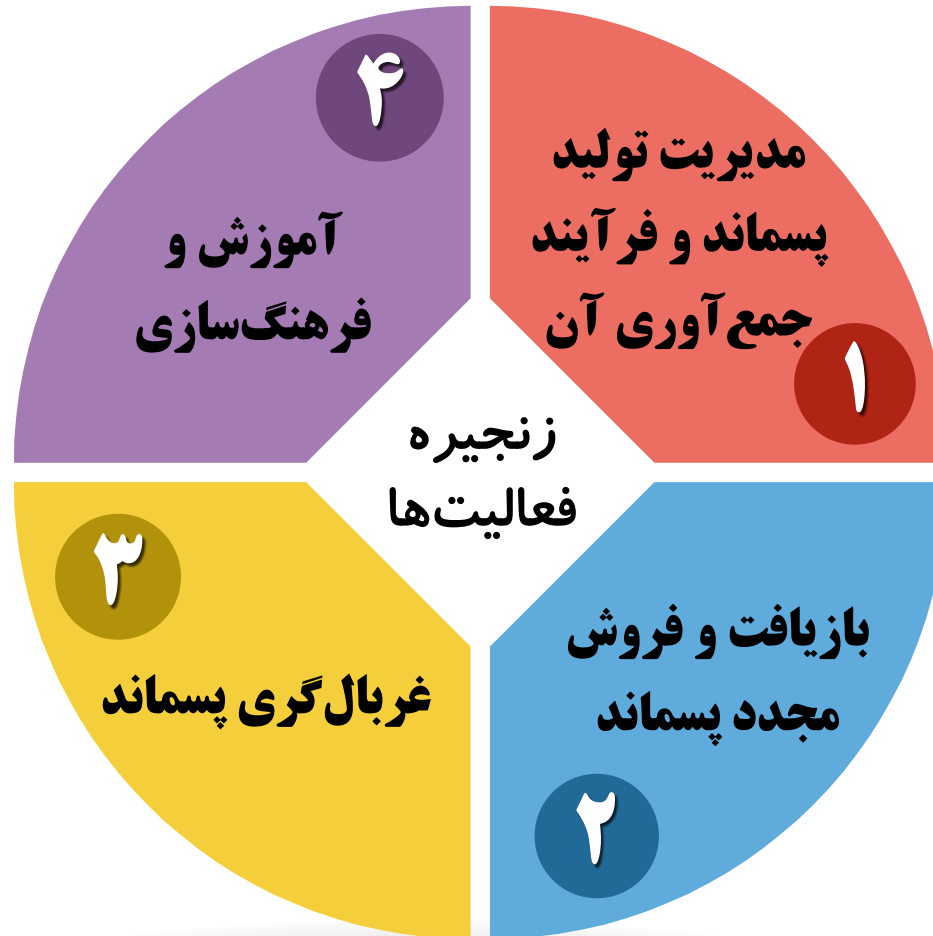 زنجیره
فعالیت‌ها
مدیریت تولید
پسماند و فرآیند
جمع‌آوری آن
۱
بازیافت و فروش
مجدد پسماند
۲
۳
غربال‌گری پسماند
۴
آموزش و
فرهنگ‌سازی